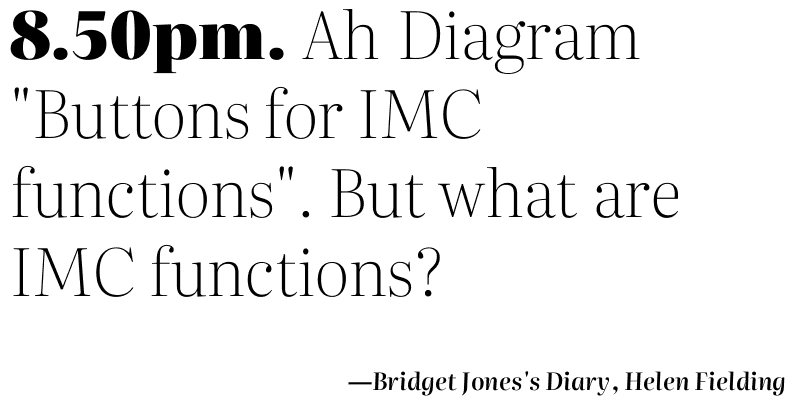 8.50pm. Ah Diagram
"Buttons for IMC
functions". But what are
IMC functions?
—Bridget Jones's Diary, Helen Fielding